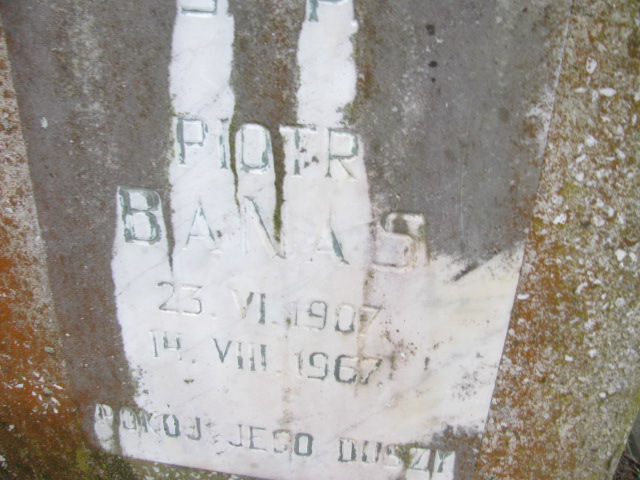 Ś P
PIOTR
BANAŚ
23. VI. 1907
14. VIII. 1967
POKÓJ JEGO DUSZY